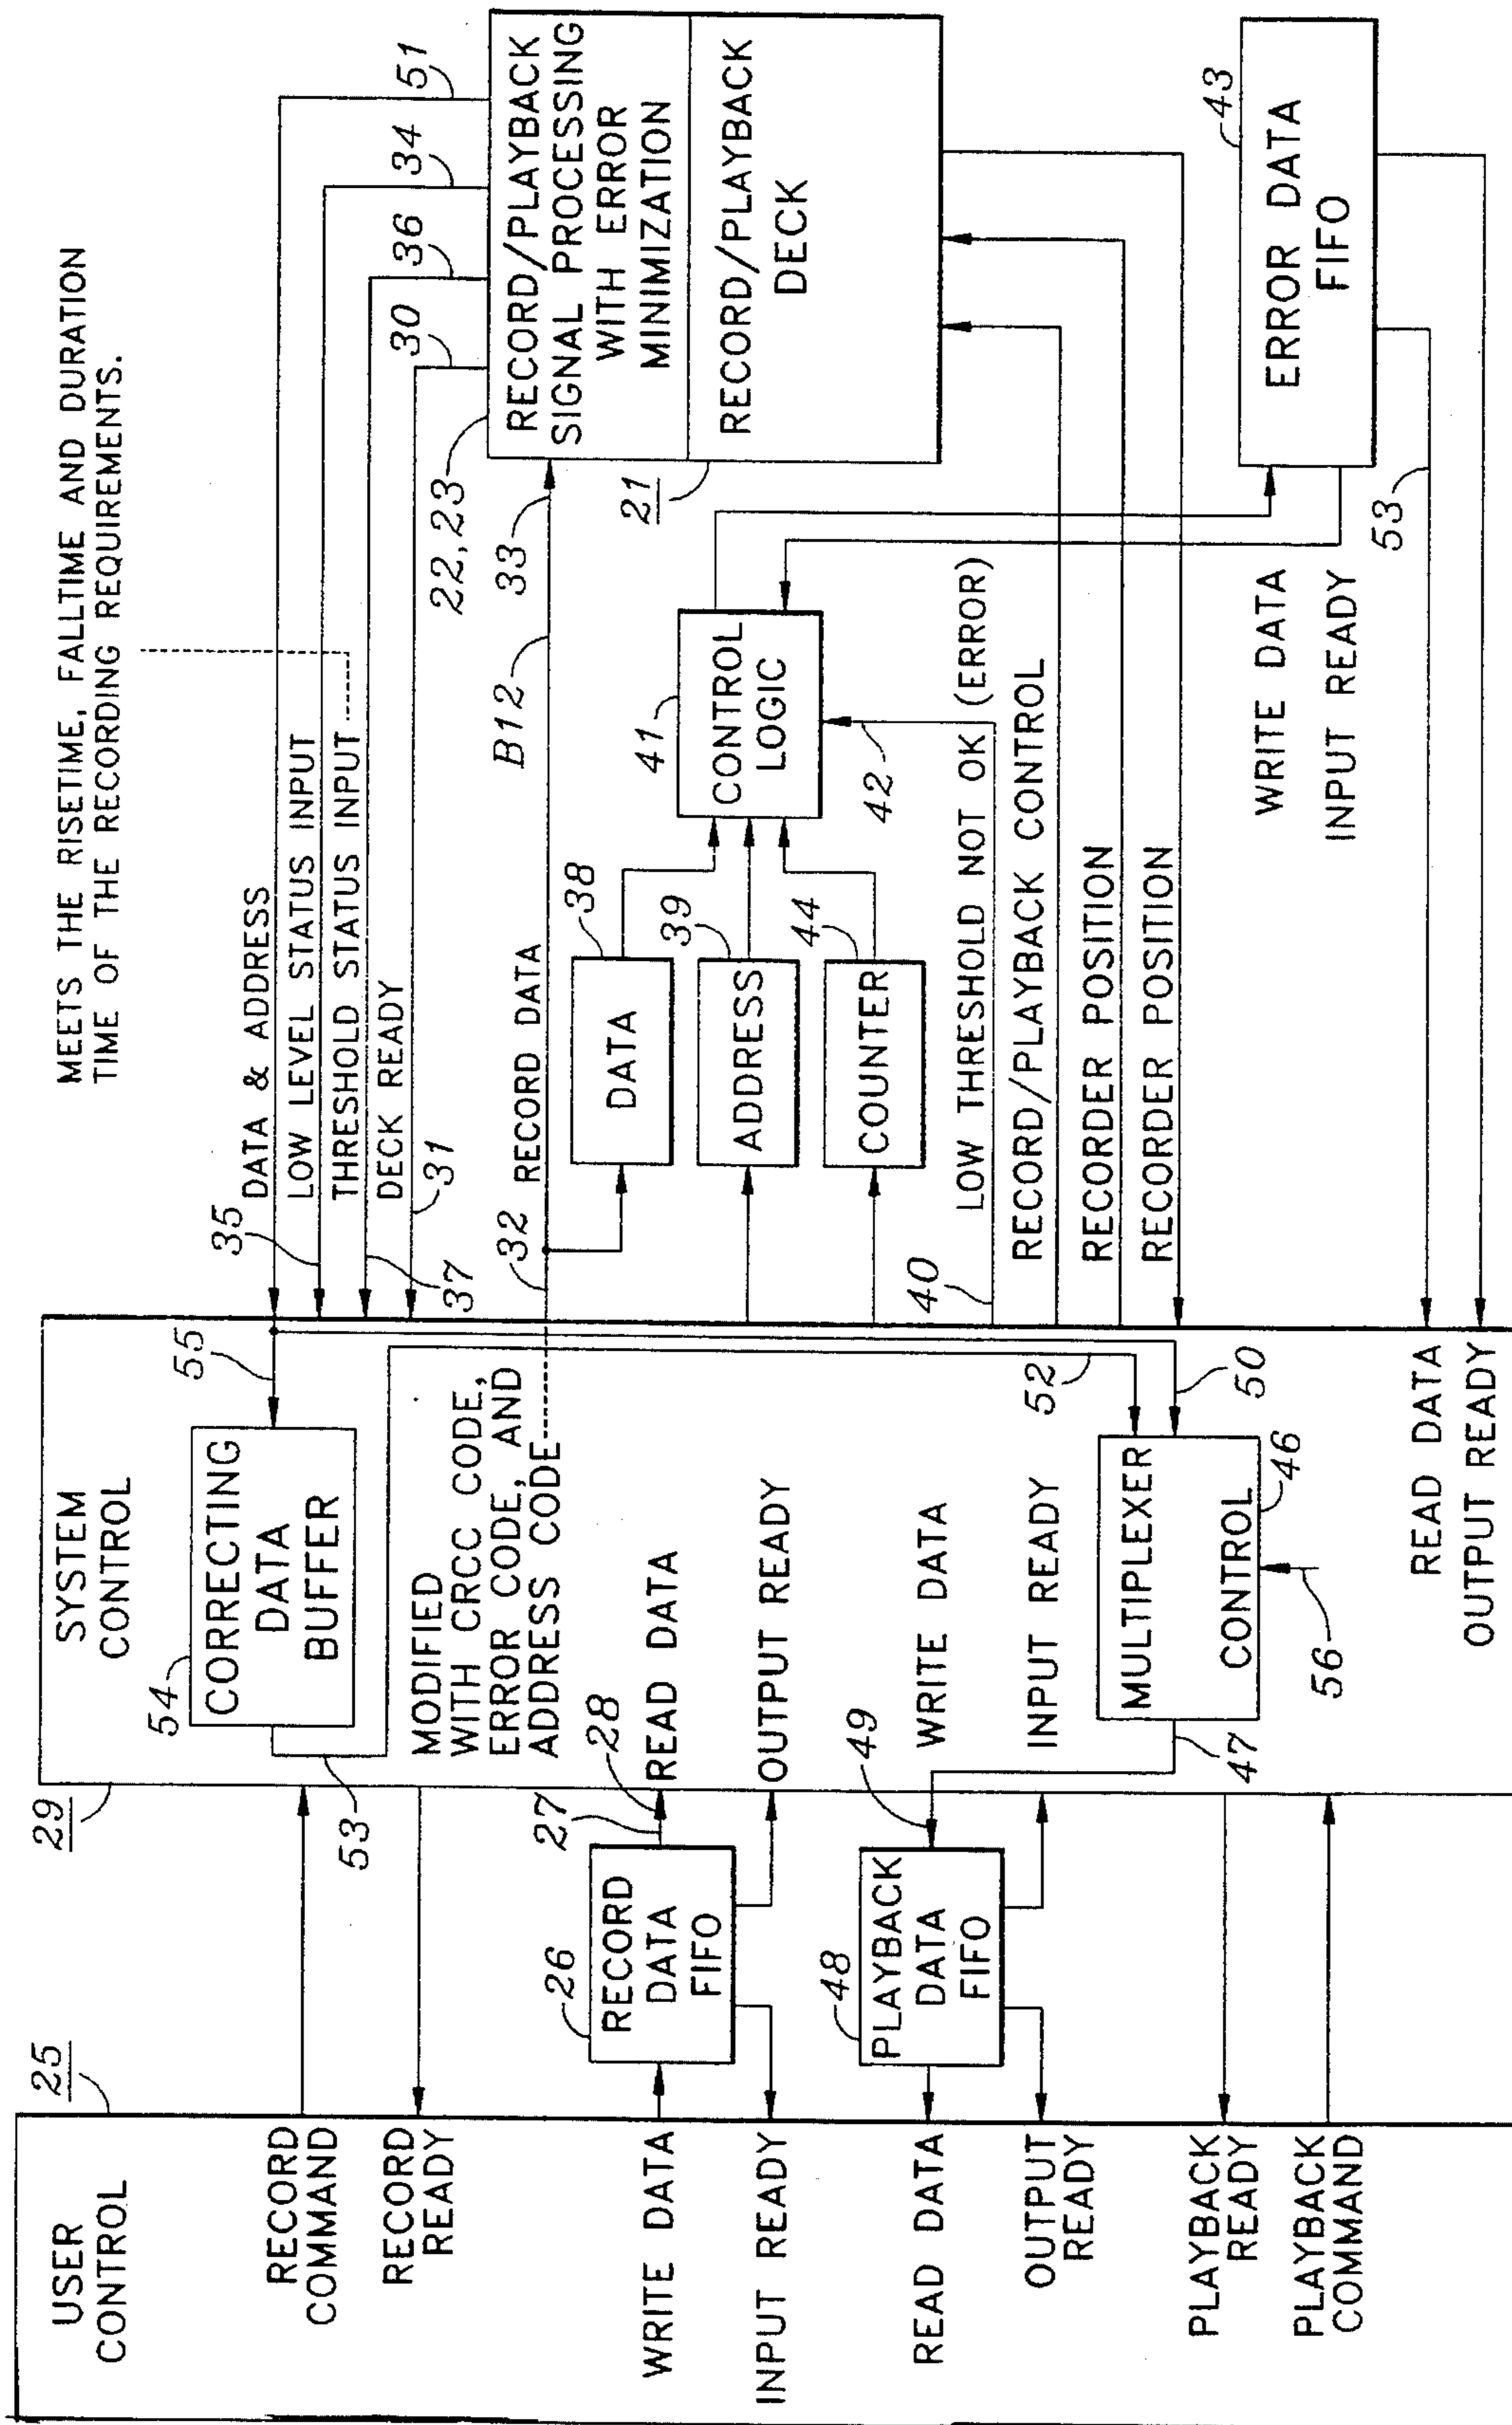 MEETS THE RISETIME, FALLTIME AND DURATION
TIME OF THE RECORDING REQUIREMENTS.
USER
CONTROL
25
RECORD
COMMAND
RECORD
READY
WRITE DATA
INPUT READY
READ DATA
OUTPUT
READY
PLAYBACK
READY
PLAYBACK
COMMAND
26
RECORD
DATA
FIFO
27
28
48
PLAYBACK
DATA
FIFO
49
29
SYSTEM
CONTROL
54
CORRECTING
DATA
BUFFER
55
53
MODIFIED
WITH CRCC CODE,
ERROR CODE, AND
ADDRESS CODE
READ DATA
OUTPUT READY
WRITE DATA
INPUT READY
52
50
MULTIPLEXER
CONTROL
46
47
56
READ DATA
OUTPUT READY
35
DATA & ADDRESS
LOW LEVEL STATUS INPUT
THRESHOLD STATUS INPUT
DECK READY
37
31
32
RECORD DATA
B12
33
38
DATA
39
ADDRESS
44
COUNTER
41
CONTROL
LOGIC
42
40
LOW THRESHOLD NOT OK (ERROR)
RECORD/PLAYBACK CONTROL
RECORDER POSITION
RECORDER POSITION
30
36
34
51
22,23
RECORD/PLAYBACK
SIGNAL PROCESSING
WITH ERROR
MINIMIZATION
21
RECORD/PLAYBACK
DECK
43
ERROR DATA
FIFO
WRITE DATA
INPUT READY
53